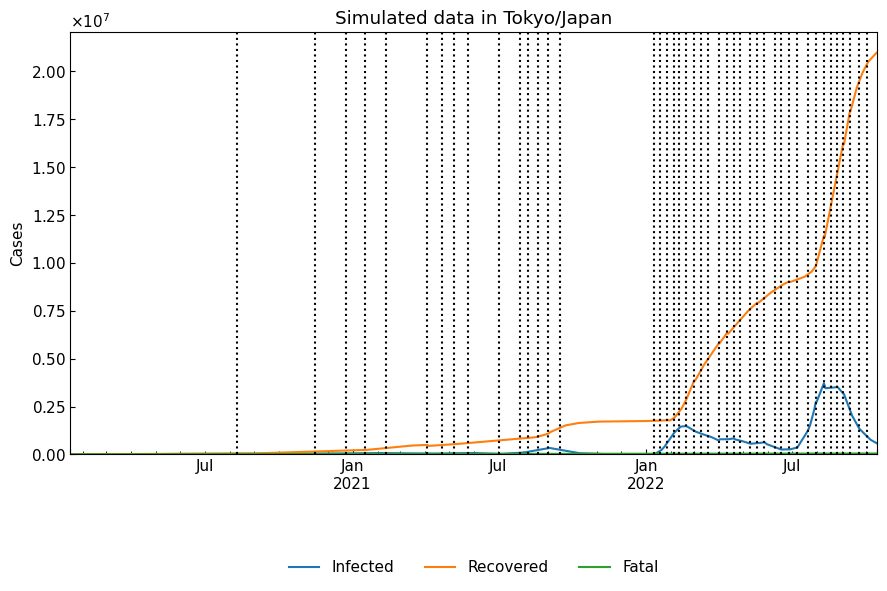 Simulated data in Tokyo/Japan
×10⁷
Cases
2.00
1.75
1.50
1.25
1.00
0.75
0.50
0.25
0.00
Jul Jan Jul Jan Jul
2021 2022
Infected Recovered Fatal